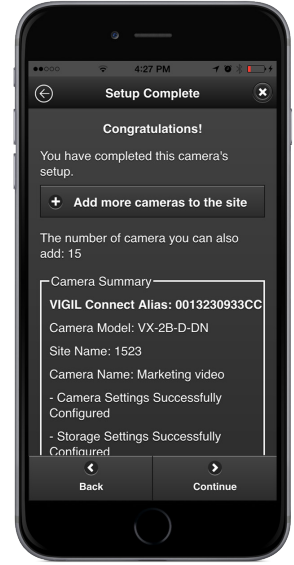 4:27 PM
Setup Complete
Congratulations!
You have completed this camera's
setup.
Add more cameras to the site
The number of camera you can also
add: 15
Camera Summary
VIGIL Connect Alias: 0013230933CC
Camera Model: VX-2B-D-DN
Site Name: 1523
Camera Name: Marketing video
- Camera Settings Successfully
Configured
- Storage Settings Successfully
Configured
Back
Continue